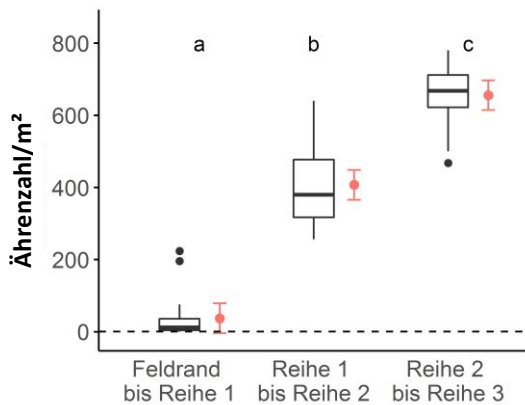 Ährenzahl/m²
800
600
400
200
0
a b c
Feldrand Reihe 1 Reihe 2
bis Reihe 1 bis Reihe 2 bis Reihe 3